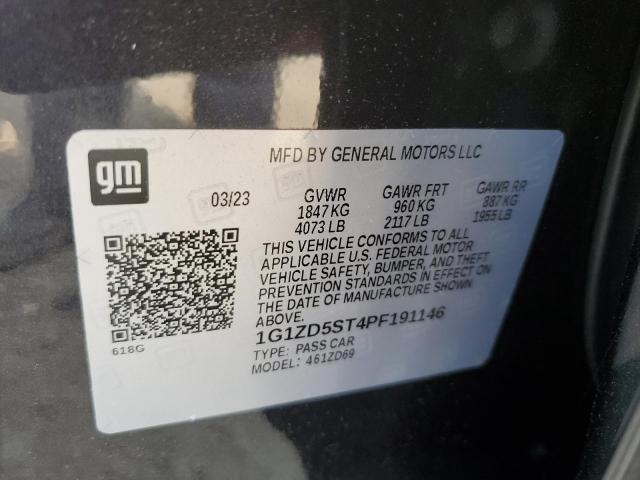 gm
MFD BY GENERAL MOTORS LLC
03/23 GVWR GAWR FRT GAWR RR
1847 KG 960 KG 887 KG
4073 LB 2117 LB 1955 LB
THIS VEHICLE CONFORMS TO ALL
APPLICABLE U.S. FEDERAL MOTOR
VEHICLE SAFETY, BUMPER, AND THEFT
PREVENTION STANDARDS IN EFFECT ON
THE DATE OF MANUFACTURE SHOWN
ABOVE.
1G1ZD5ST4PF191146
618G
TYPE: PASS CAR
MODEL: 461ZD69